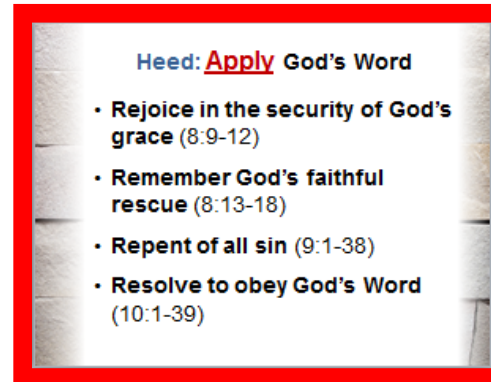 Heed: Apply God's Word
• Rejoice in the security of God's
grace (8:9-12)
• Remember God's faithful
rescue (8:13-18)
• Repent of all sin (9:1-38)
• Resolve to obey God's Word
(10:1-39)